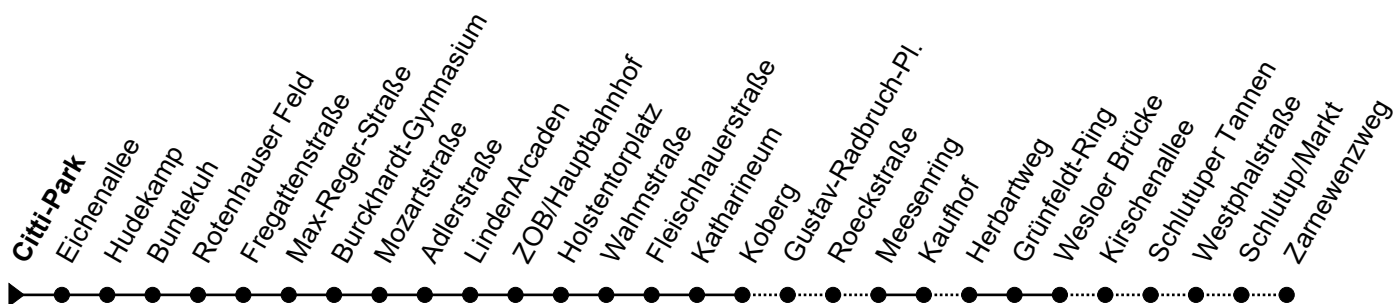 Citti-Park
Eichenallee
Hudekamp
Buntekuh
Rotenhauser Feld
Fregattenstraße
Max-Reger-Straße
Burckhardt-Gymnasium
Mozartstraße
Adlerstraße
LindenArcaden
ZOB/Hauptbahnhof
Holstentorplatz
Wahmstraße
Fleischhauerstraße
Katharineum
Koberg
Gustav-Radbruch-Pl.
Roeckstraße
Meesenring
Kaufhof
Herbartweg
Grünfeldt-Ring
Wesloer Brücke
Kirschenallee
Schlutuper Tannen
Westphalstraße
Schlutup/Markt
Zarnewenzweg